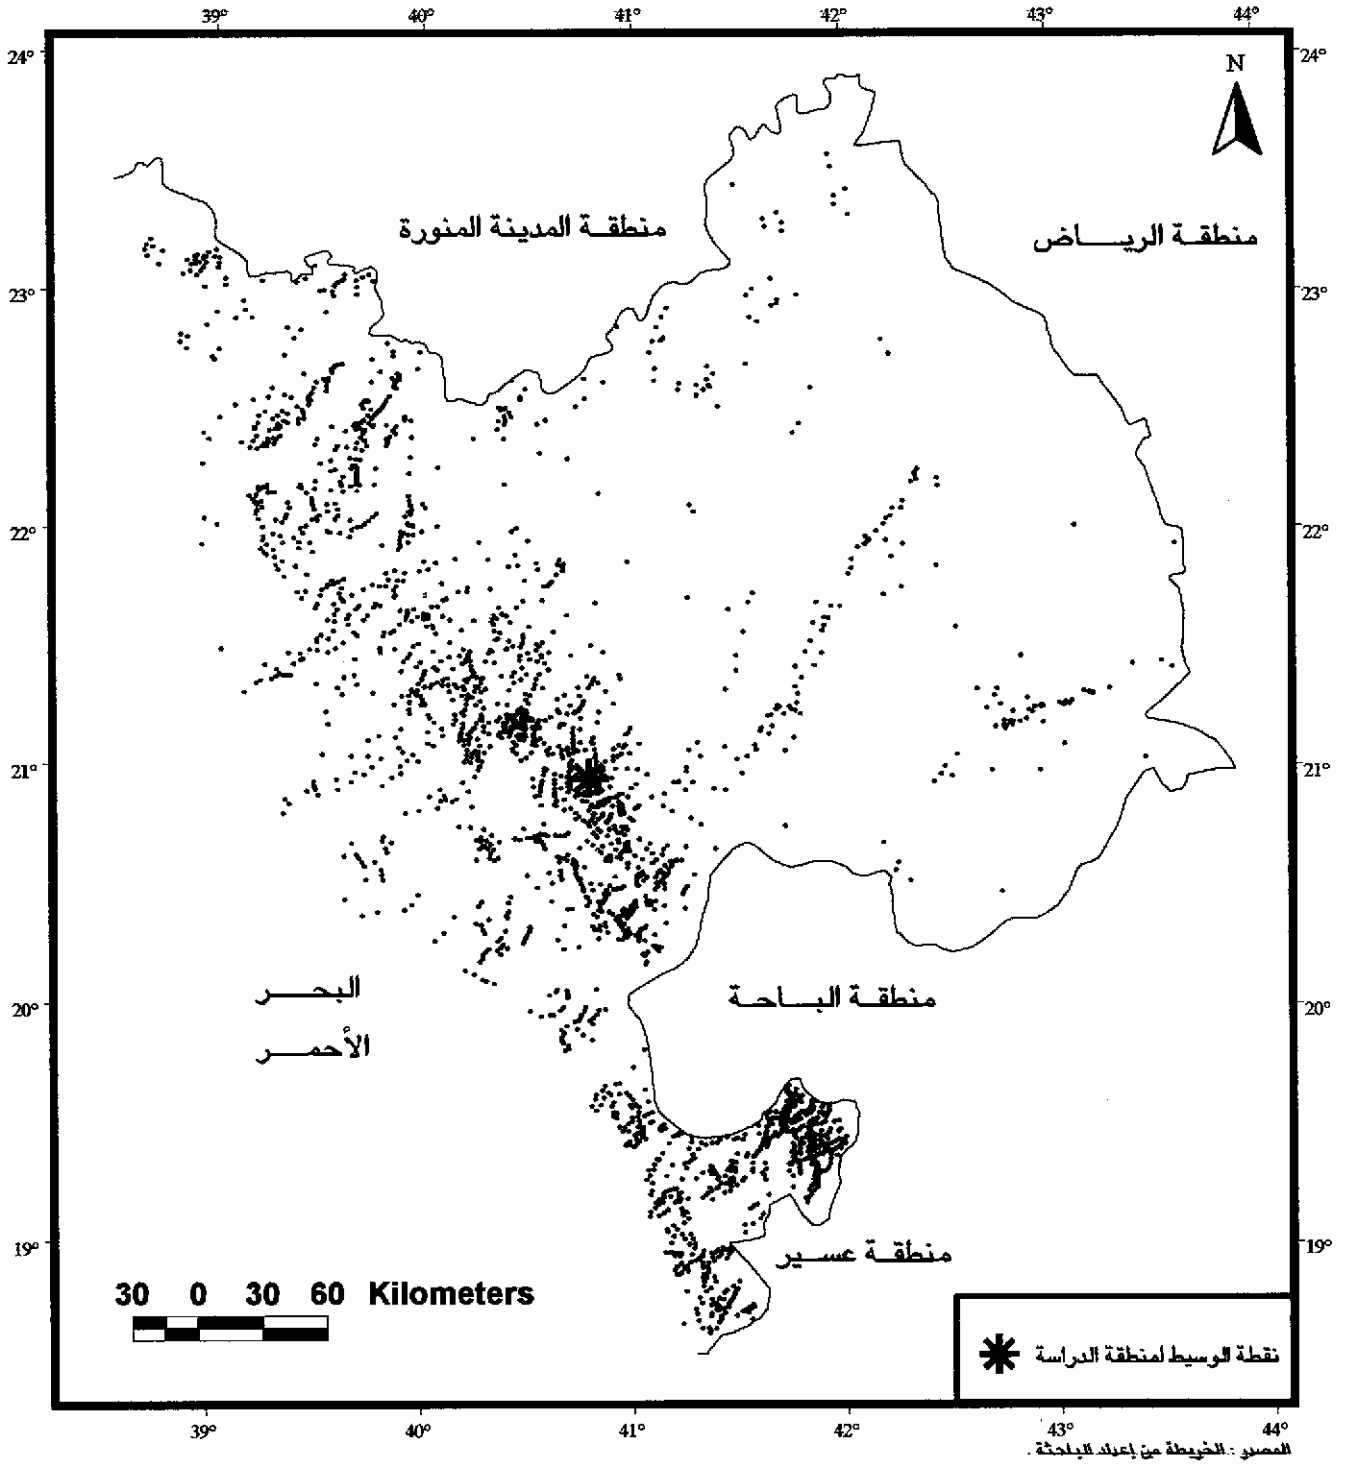 39° 40° 41° 42° 43° 44°
24° 24°
N
منطقة المدينة المنورة
منطقة الرياض
23° 23°
22° 22°
21° 21°
البحر
منطقة الباحة
20° 20°
الأحمر
19° 19°
منطقة عسير
30 0 30 60 Kilometers
نقطة الوسيط لمنطقة الدراسة
39° 40° 41° 42° 43° 44°
المصدر : الخريطة من إعداد الباحثة .